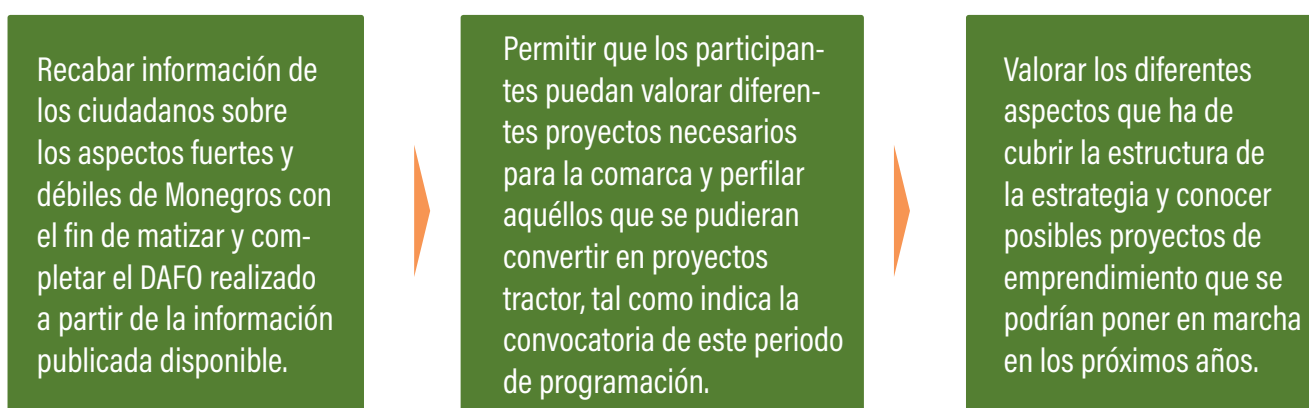 Recabar información de
los ciudadanos sobre
los aspectos fuertes y
débiles de Monegros con
el fin de matizar y com-
pletar el DAFO realizado
a partir de la información
publicada disponible.
Permitir que los participan-
tes puedan valorar diferen-
tes proyectos necesarios
para la comarca y perfilar
aquéllos que se pudieran
convertir en proyectos
tractor, tal como indica la
convocatoria de este periodo
de programación.
Valorar los diferentes
aspectos que ha de
cubrir la estructura de
la estrategia y conocer
posibles proyectos de
emprendimiento que se
podrían poner en marcha
en los próximos años.